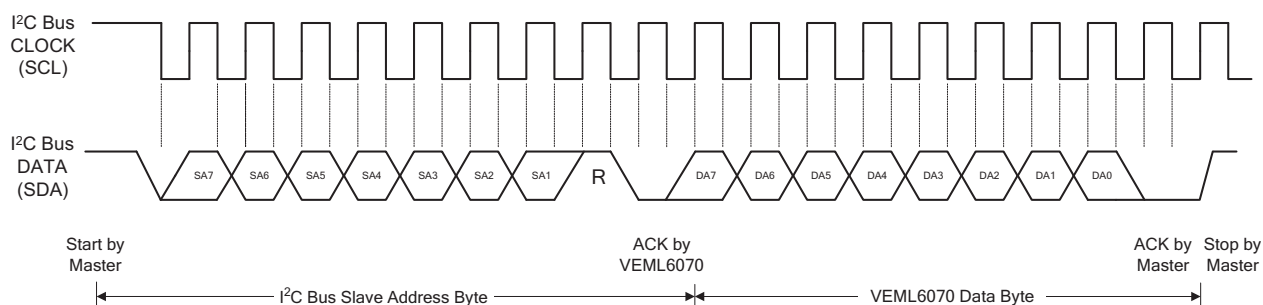 I²C Bus
CLOCK
(SCL)
I²C Bus
DATA
(SDA)
SA7 SA6 SA5 SA4 SA3 SA2 SA1 R DA7 DA6 DA5 DA4 DA3 DA2 DA1 DA0
Start by
Master
ACK by
VEML6070
ACK by
Master
Stop by
Master
I²C Bus Slave Address Byte
VEML6070 Data Byte